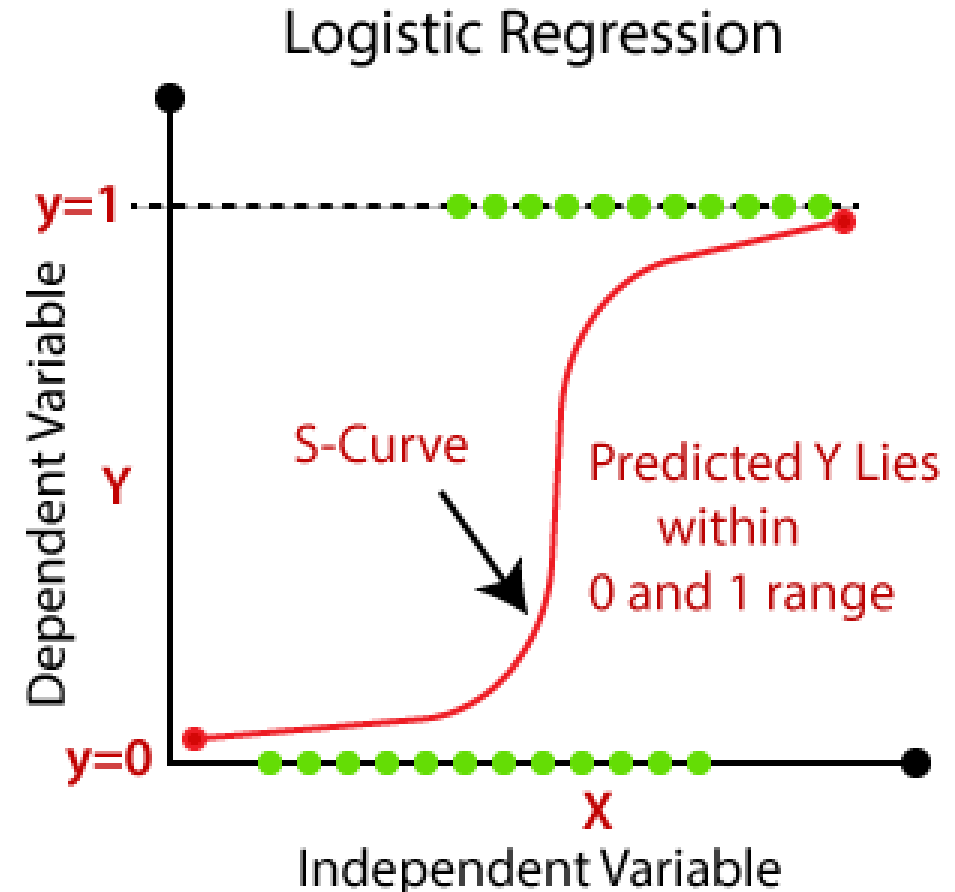 Logistic Regression
y=1
Dependent Variable
Y
S-Curve
Predicted Y Lies
within
0 and 1 range
y=0
X
Independent Variable